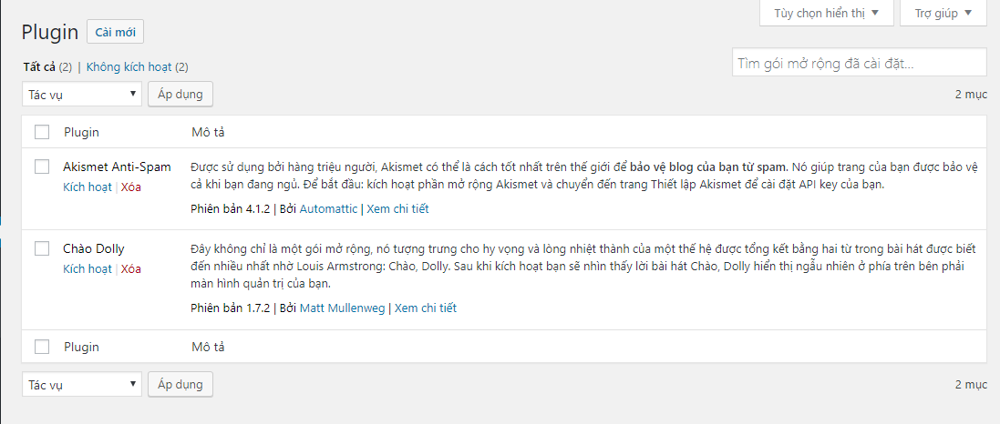 Tùy chọn hiển thị
Trợ giúp
Plugin Cài mới
Tất cả (2) | Không kích hoạt (2)
Tìm gói mở rộng đã cài đặt...
Tác vụ Áp dụng
2 mục
Plugin Mô tả
Akismet Anti-Spam
Kích hoạt | Xóa
Được sử dụng bởi hàng triệu người, Akismet có thể là cách tốt nhất trên thế giới để bảo vệ blog của bạn từ spam. Nó giúp trang của bạn được bảo vệ
cả khi bạn đang ngủ. Để bắt đầu: kích hoạt phần mở rộng Akismet và chuyển đến trang Thiết lập Akismet để cài đặt API key của bạn.
Phiên bản 4.1.2 | Bởi Automattic | Xem chi tiết
Chào Dolly
Kích hoạt | Xóa
Đây không chỉ là một gói mở rộng, nó tượng trưng cho hy vọng và lòng nhiệt thành của một thế hệ được tổng kết bằng hai từ trong bài hát được biết
đến nhiều nhất nhờ Louis Armstrong: Chào, Dolly. Sau khi kích hoạt bạn sẽ nhìn thấy lời bài hát Chào, Dolly hiển thị ngẫu nhiên ở phía trên bên phải
màn hình quản trị của bạn.
Phiên bản 1.7.2 | Bởi Matt Mullenweg | Xem chi tiết
Plugin Mô tả
Tác vụ Áp dụng
2 mục